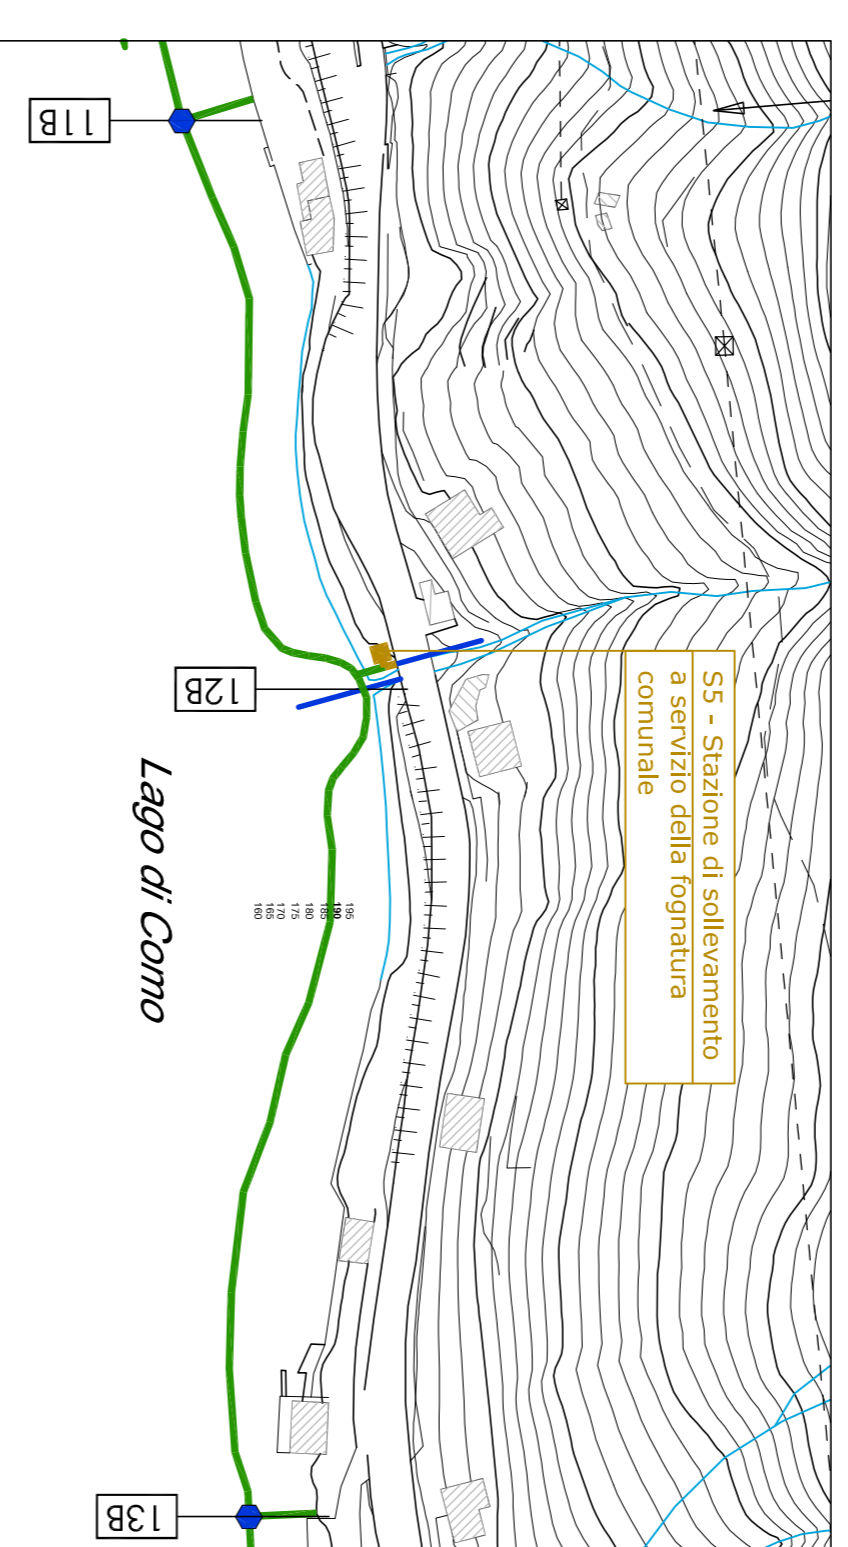 11B
S5 - Stazione di sollevamento
a servizio della fognatura
comunale
12B
Lago di Como
195
190
185
180
175
170
165
160
13B